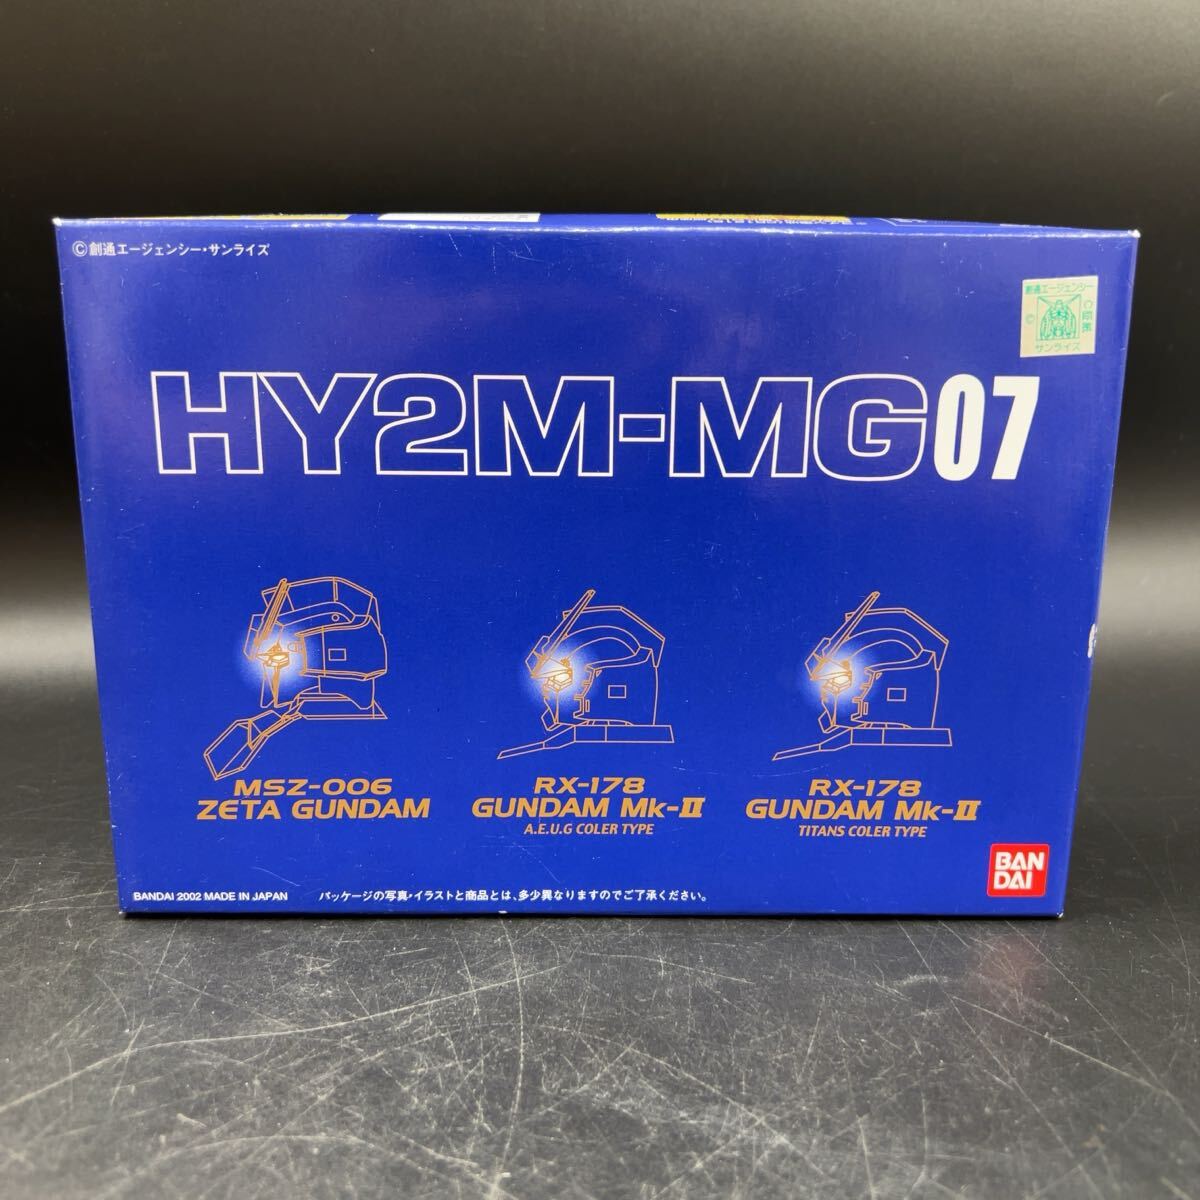 ©創通エージェンシー・サンライズ
創通エージェンシー
サンライズ
HY2M-MG07
MSZ-006
ZETA GUNDAM
RX-178
GUNDAM Mk-II
A.E.U.G COLER TYPE
RX-178
GUNDAM Mk-II
TITANS COLER TYPE
BAN
DAI
BANDAI 2002 MADE IN JAPAN
パッケージの写真・イラストと商品とは、多少異なりますのでご了承ください。